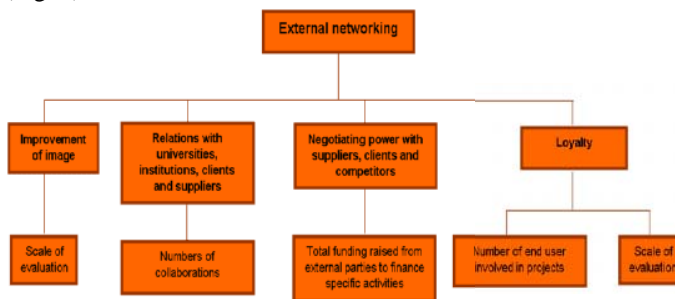 External networking
Improvement
of image
Relations with
universities,
institutions, clients
and suppliers
Negotiating power with
suppliers, clients and
competitors
Loyalty
Scale of
evaluation
Numbers of
collaborations
Total funding raised from
external parties to finance
specific activities
Number of end user
involved in projects
Scale of
evaluation